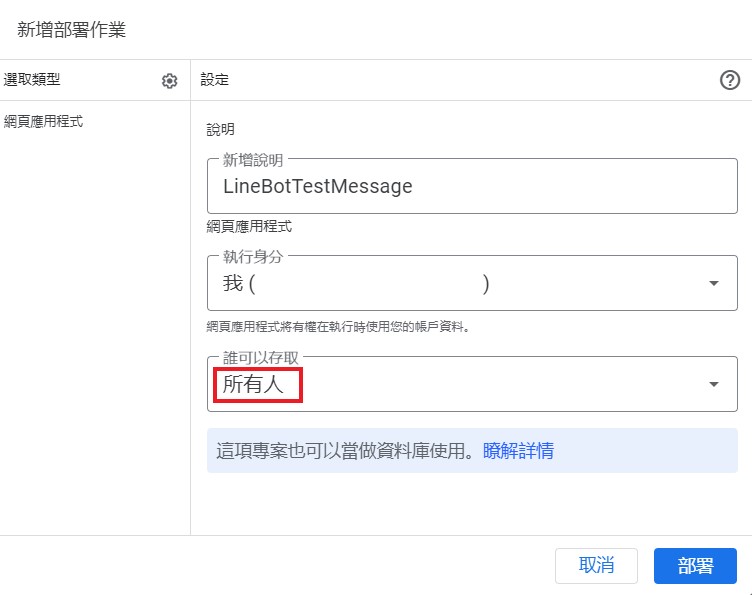 新增部署作業
選取類型
設定
網頁應用程式
說明
新增說明
LineBotTestMessage
網頁應用程式
執行身分
我 ( )
網頁應用程式將有權在執行時使用您的帳戶資料。
誰可以存取
所有人
這項專案也可以當做資料庫使用。瞭解詳情
取消
部署